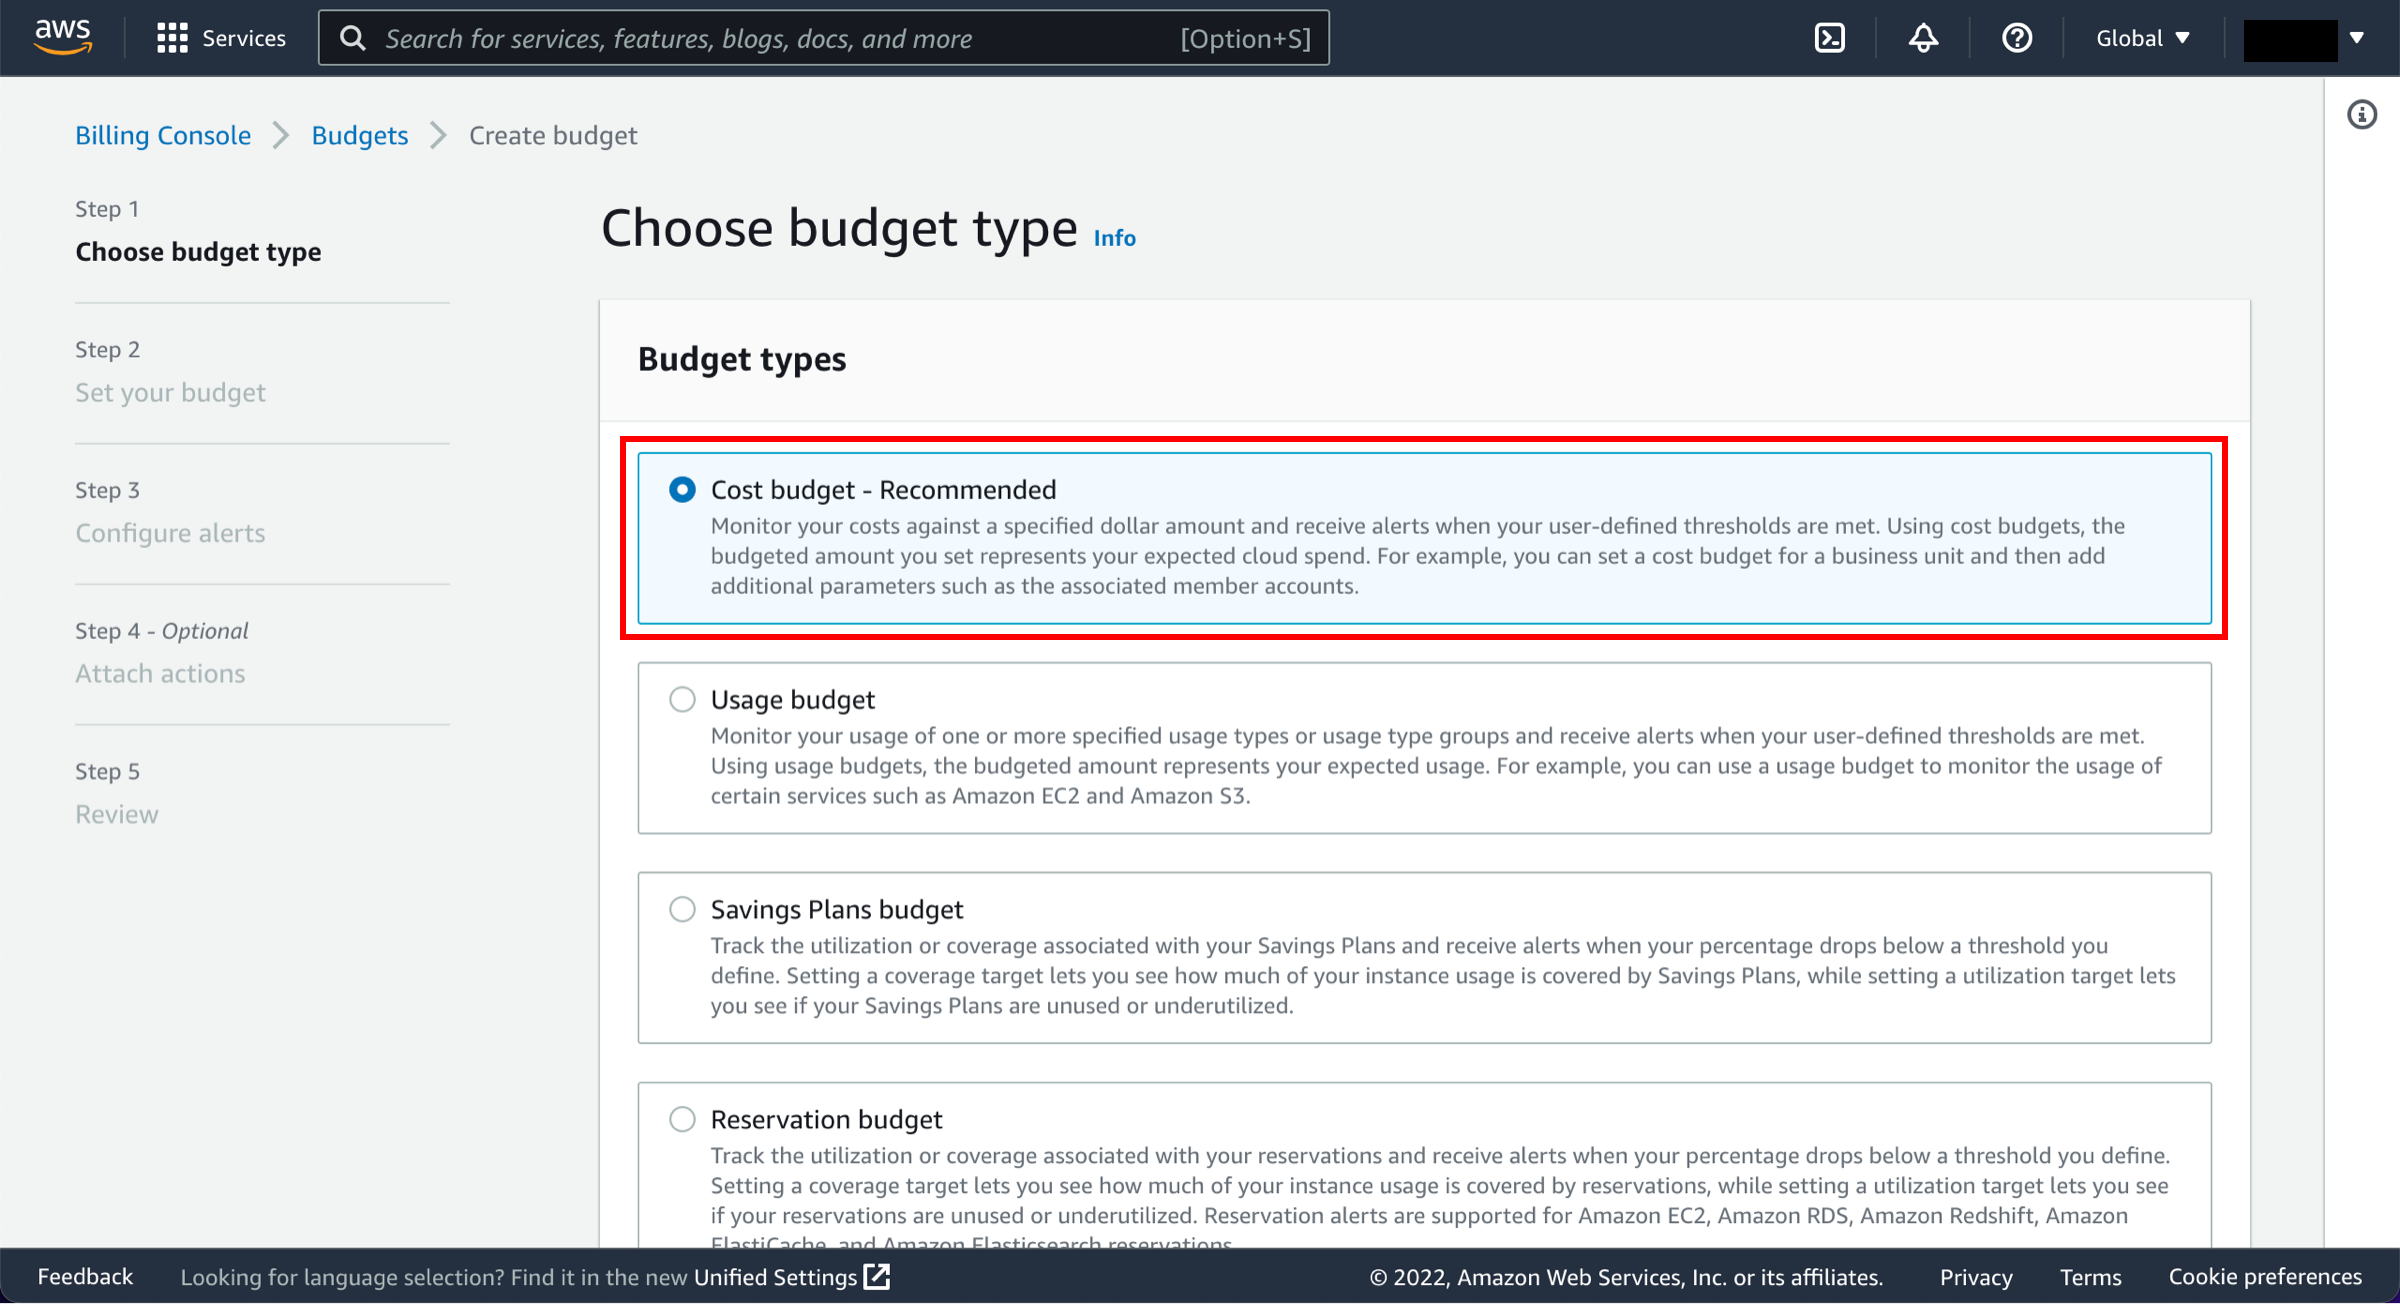 aws
Services
Search for services, features, blogs, docs, and more
[Option+S]
Global
Billing Console
Budgets
Create budget
Step 1
Choose budget type
Step 2
Set your budget
Step 3
Configure alerts
Step 4 - Optional
Attach actions
Step 5
Review
Choose budget type Info
Budget types
Cost budget - Recommended
Monitor your costs against a specified dollar amount and receive alerts when your user-defined thresholds are met. Using cost budgets, the
budgeted amount you set represents your expected cloud spend. For example, you can set a cost budget for a business unit and then add
additional parameters such as the associated member accounts.
Usage budget
Monitor your usage of one or more specified usage types or usage type groups and receive alerts when your user-defined thresholds are met.
Using usage budgets, the budgeted amount represents your expected usage. For example, you can use a usage budget to monitor the usage of
certain services such as Amazon EC2 and Amazon S3.
Savings Plans budget
Track the utilization or coverage associated with your Savings Plans and receive alerts when your percentage drops below a threshold you
define. Setting a coverage target lets you see how much of your instance usage is covered by Savings Plans, while setting a utilization target lets
you see if your Savings Plans are unused or underutilized.
Reservation budget
Track the utilization or coverage associated with your reservations and receive alerts when your percentage drops below a threshold you define.
Setting a coverage target lets you see how much of your instance usage is covered by reservations, while setting a utilization target lets you see
if your reservations are unused or underutilized. Reservation alerts are supported for Amazon EC2, Amazon RDS, Amazon Redshift, Amazon
ElastiCache, and Amazon Elasticsearch reservations.
Feedback
Looking for language selection? Find it in the new Unified Settings
© 2022, Amazon Web Services, Inc. or its affiliates.
Privacy
Terms
Cookie preferences